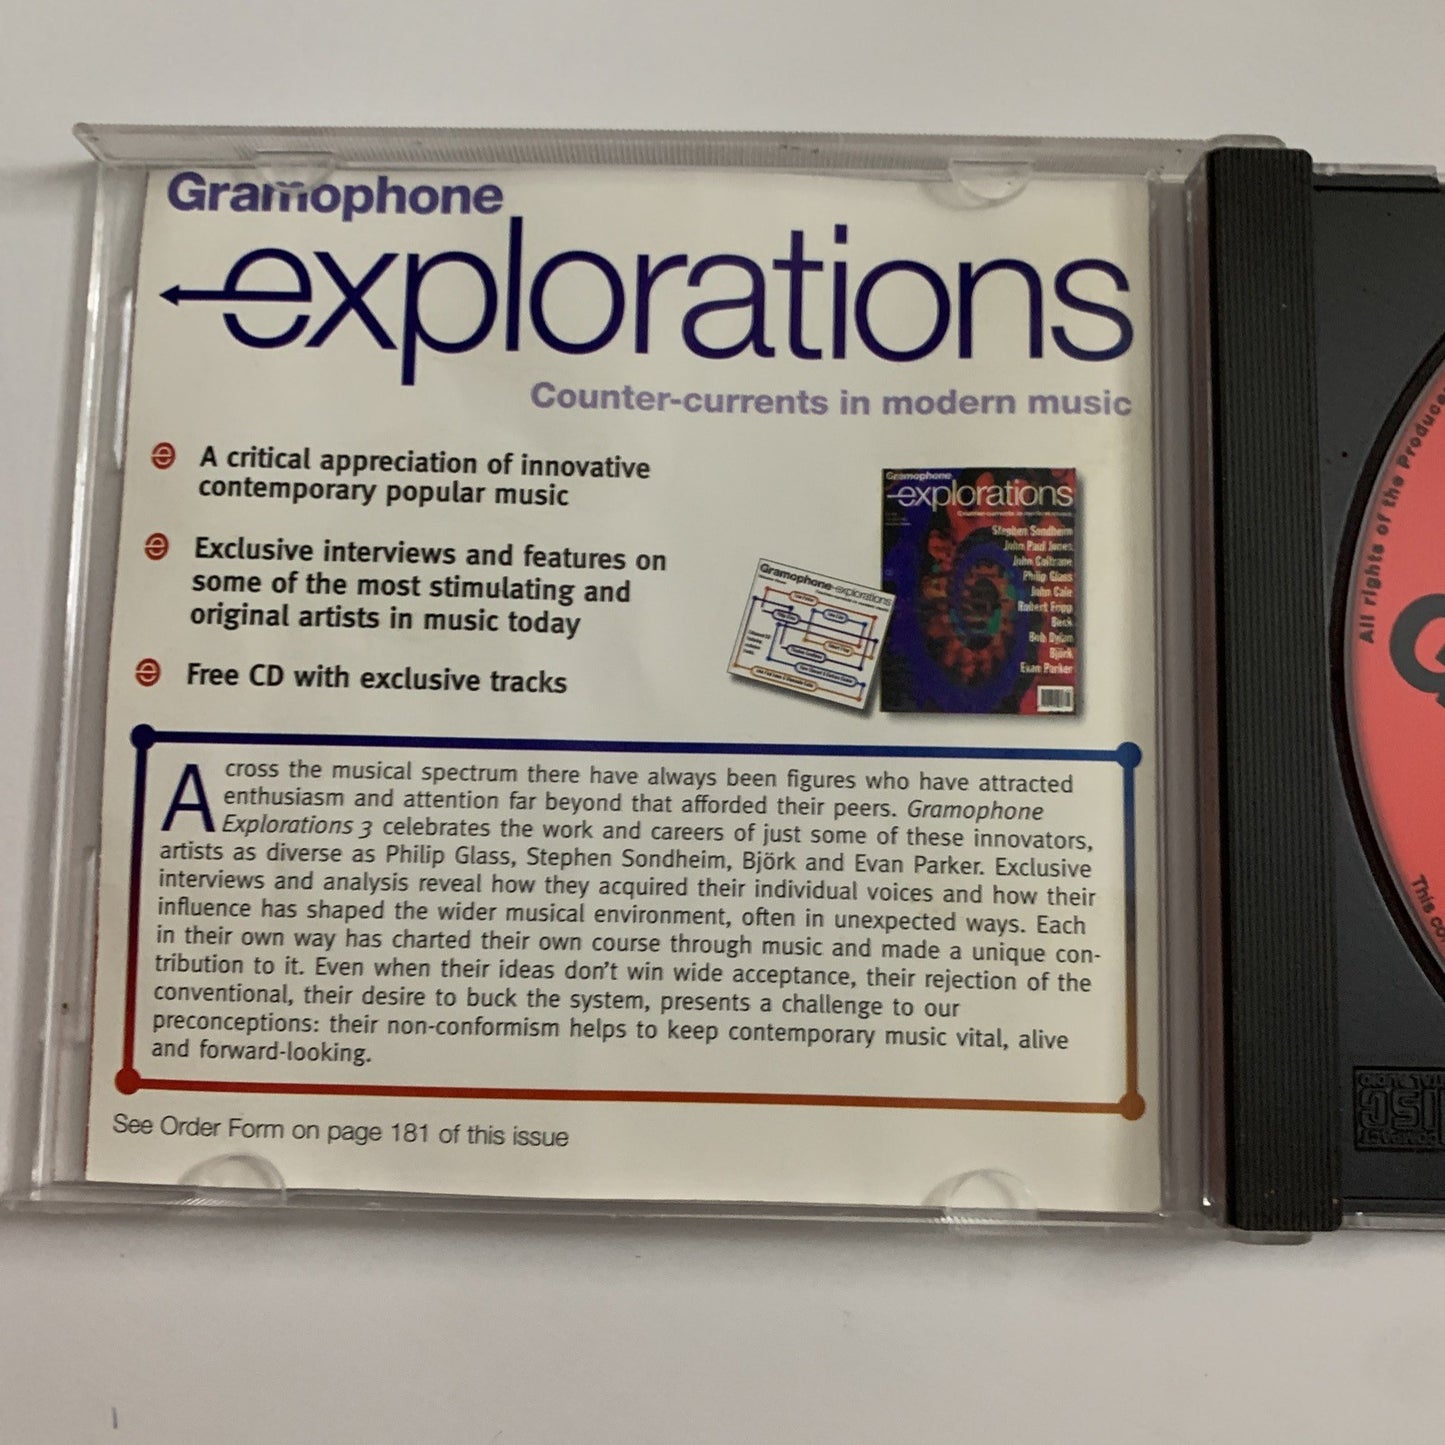 Gramophone
explorations
Counter-currents in modern music
A critical appreciation of innovative
contemporary popular music
Exclusive interviews and features on
some of the most stimulating and
original artists in music today
Free CD with exclusive tracks
Gramophone
explorations
Counter-currents in modern music
Stephen Sondheim
John Paul Jones
John Coltrane
Philip Glass
John Cale
Robert Fripp
Beck
Bob Dylan
Björk
Evan Parker
Gramophone explorations
Across the musical spectrum there have always been figures who have attracted
enthusiasm and attention far beyond that afforded their peers. Gramophone
Explorations 3 celebrates the work and careers of just some of these innovators,
artists as diverse as Philip Glass, Stephen Sondheim, Björk and Evan Parker. Exclusive
interviews and analysis reveal how they acquired their individual voices and how their
influence has shaped the wider musical environment, often in unexpected ways. Each
in their own way has charted their own course through music and made a unique con-
tribution to it. Even when their ideas don't win wide acceptance, their rejection of the
conventional, their desire to buck the system, presents a challenge to our
preconceptions: their non-conformism helps to keep contemporary music vital, alive
and forward-looking.
See Order Form on page 181 of this issue
All rights of the Produce
This co